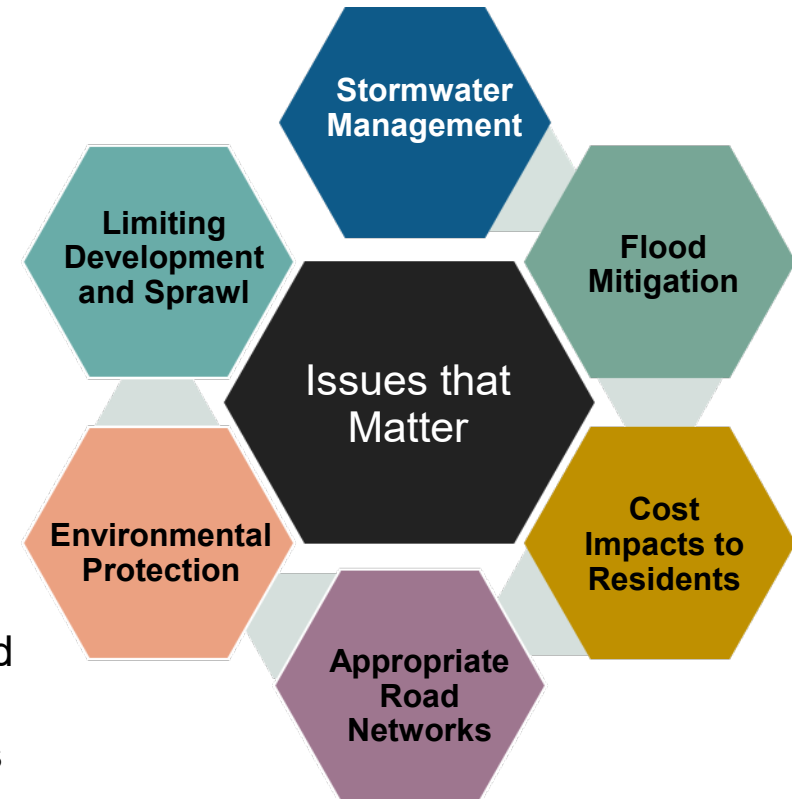 Stormwater
Management
Limiting
Development
and Sprawl
Flood
Mitigation
Issues that
Matter
Environmental
Protection
Cost
Impacts to
Residents
Appropriate
Road
Networks